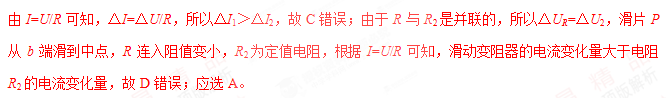 由 I=U/R 可知，△I=△U/R，所以△I₁＞△I₂，故 C 错误；由于 R 与 R₂是并联的，所以△U_R=△U₂，滑片 P
从 b 端滑到中点，R 连入阻值变小，R₂为定值电阻，根据 I=U/R 可知，滑动变阻器的电流变化量大于电阻
R₂的电流变化量，故 D 错误；应选 A。